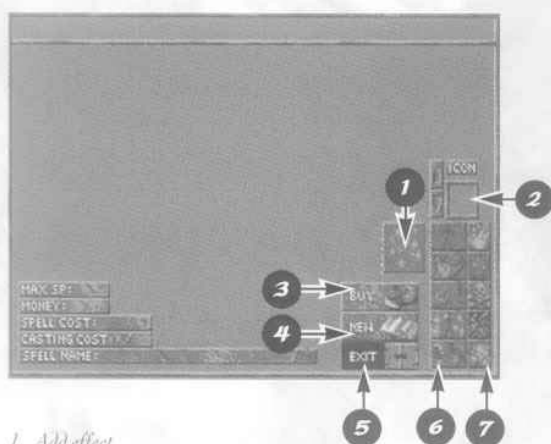 1
ICON
2
3
BUY
MAX SP:
MONEY:
4
NEW
SPELL COST:
CASTING COST:
SPELL NAME:
EXIT
5
6
7
1. Add effect